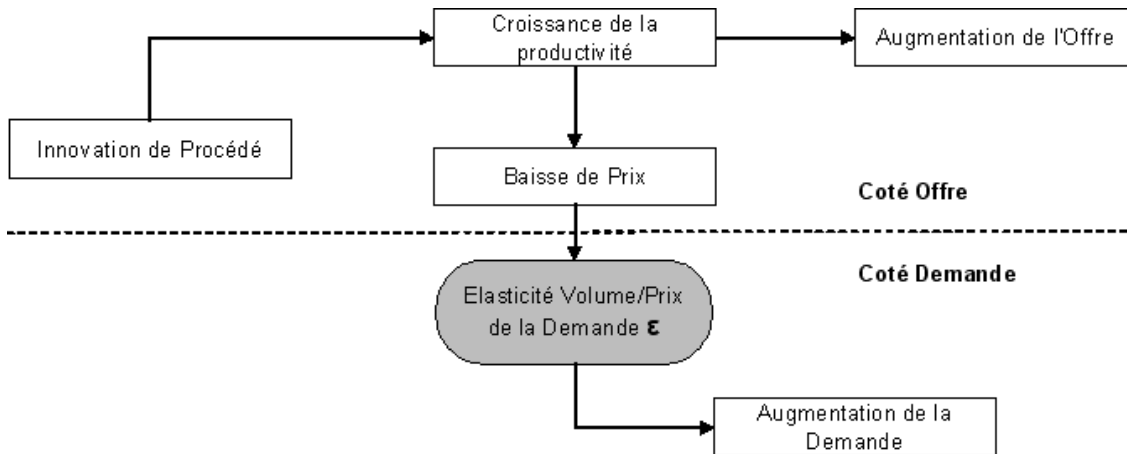 Croissance de la
productivité
Augmentation de l'Offre
Innovation de Procédé
Baisse de Prix
Coté Offre
Coté Demande
Elasticité Volume/Prix
de la Demande ε
Augmentation de la
Demande